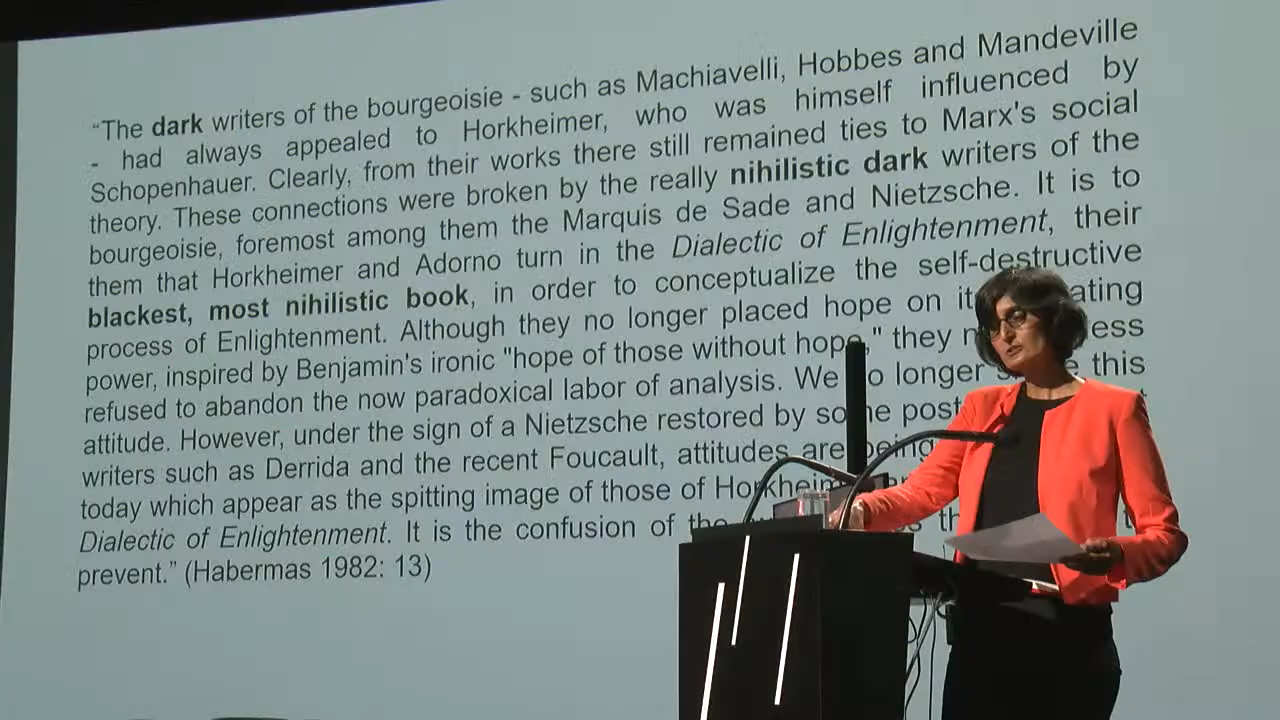 “The dark writers of the bourgeoisie - such as Machiavelli, Hobbes and Mandeville
- had always appealed to Horkheimer, who was himself influenced by
Schopenhauer. Clearly, from their works there still remained ties to Marx's social
theory. These connections were broken by the really nihilistic dark writers of the
bourgeoisie, foremost among them the Marquis de Sade and Nietzsche. It is to
them that Horkheimer and Adorno turn in the Dialectic of Enlightenment, their
blackest, most nihilistic book, in order to conceptualize the self-destructive
process of Enlightenment. Although they no longer placed hope on
power, inspired by Benjamin's ironic "hope of those without hope," they
refused to abandon the now paradoxical labor of analysis. We no longer this
attitude. However, under the sign of a Nietzsche restored by some
writers such as Derrida and the recent Foucault, attitudes are being
today which appear as the spitting image of those of
Dialectic of Enlightenment. It is the confusion of the
prevent.” (Habermas 1982: 13)